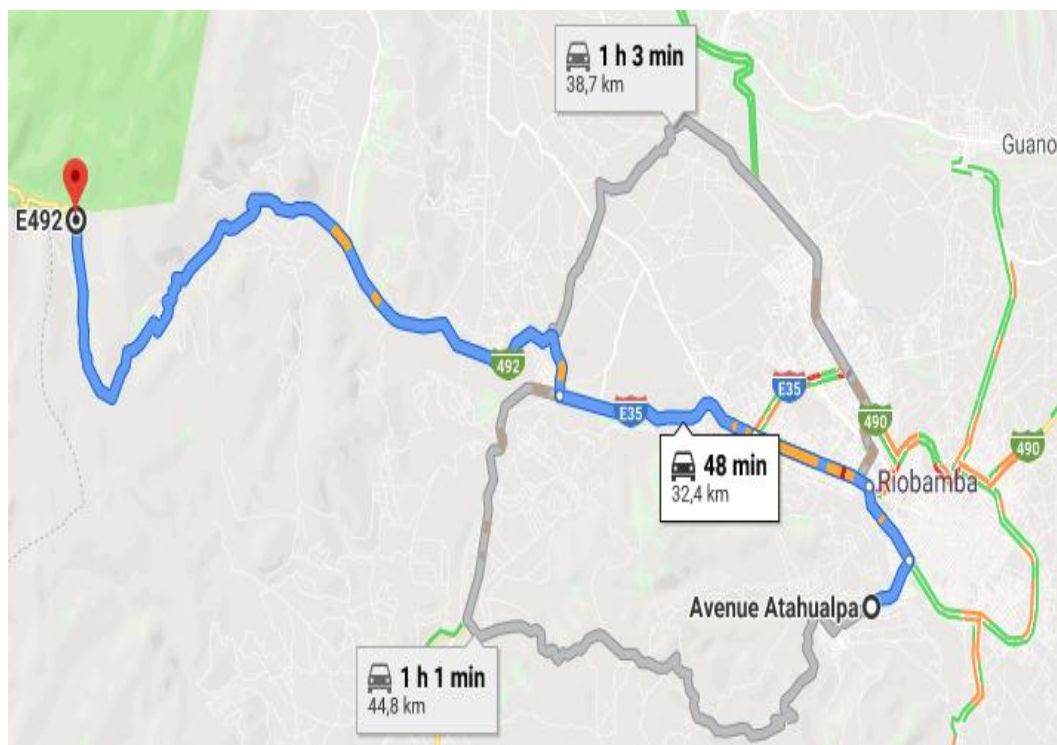 1 h 3 min
38,7 km
Guano
E492
492
E35
E35
490
490
48 min
32,4 km
Riobamba
Avenue Atahualpa
1 h 1 min
44,8 km